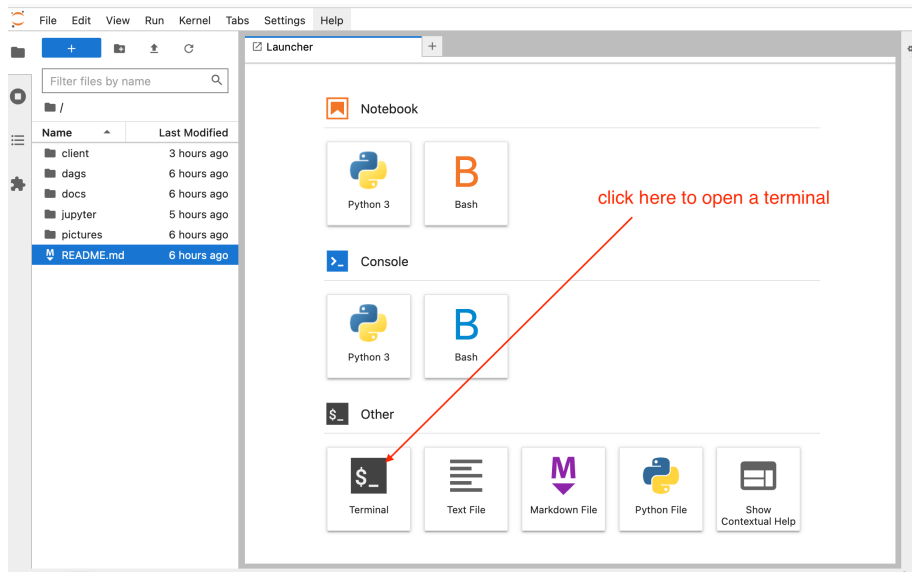 File Edit View Run Kernel Tabs Settings Help
Launcher
Filter files by name
/
Name Last Modified
client 3 hours ago
dags 6 hours ago
docs 6 hours ago
jupyter 5 hours ago
pictures 6 hours ago
README.md 6 hours ago
Notebook
B
Python 3 Bash
click here to open a terminal
Console
B
Python 3 Bash
$_ Other
$_ M
Terminal Text File Markdown File Python File Show
Contextual Help